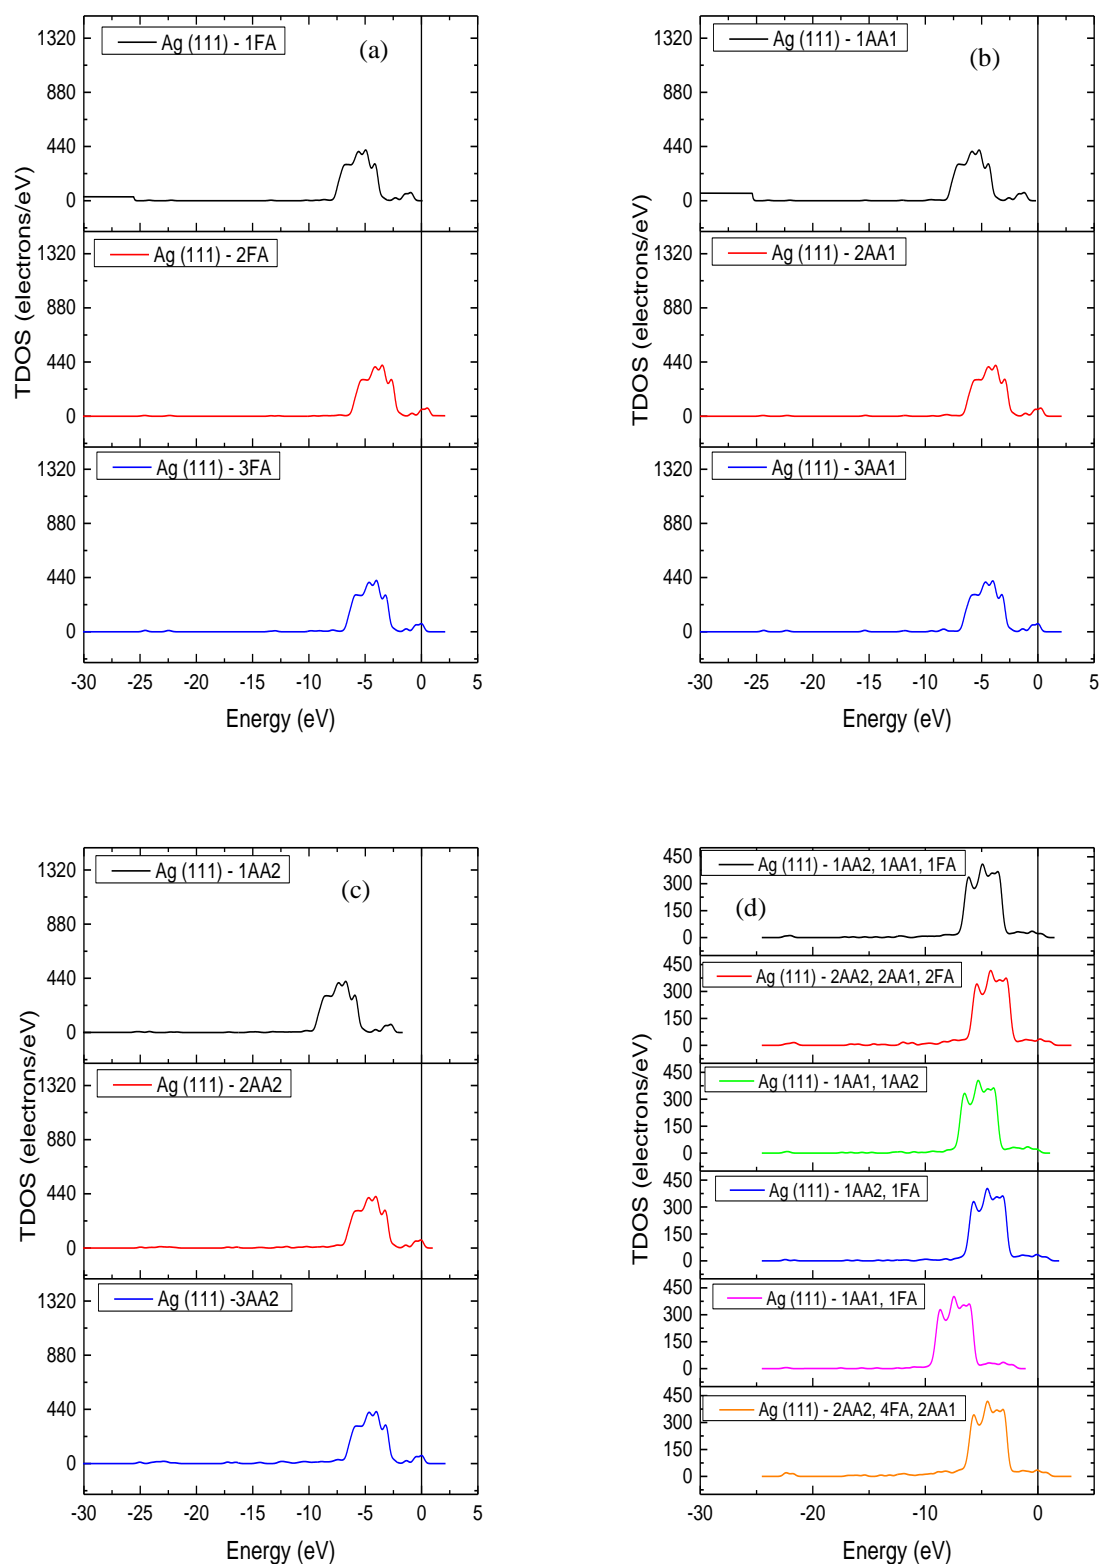 Ag (111) - 1FA
(a)
1320
880
440
0
Ag (111) - 2FA
1320
880
440
0
Ag (111) - 3FA
1320
880
440
0
TDOS (electrons/eV)
-30 -25 -20 -15 -10 -5 0 5
Energy (eV)
Ag (111) - 1AA1
(b)
1320
880
440
0
Ag (111) - 2AA1
1320
880
440
0
Ag (111) - 3AA1
1320
880
440
0
TDOS (electrons/eV)
-30 -25 -20 -15 -10 -5 0 5
Energy (eV)
Ag (111) - 1AA2
(c)
1320
880
440
0
Ag (111) - 2AA2
1320
880
440
0
Ag (111) -3AA2
1320
880
440
0
TDOS (electrons/eV)
-30 -25 -20 -15 -10 -5 0 5
Energy (eV)
Ag (111) - 1AA2, 1AA1, 1FA
(d)
450
300
150
0
Ag (111) - 2AA2, 2AA1, 2FA
450
300
150
0
Ag (111) - 1AA1, 1AA2
450
300
150
0
Ag (111) - 1AA2, 1FA
450
300
150
0
Ag (111) - 1AA1, 1FA
450
300
150
0
Ag (111) - 2AA2, 4FA, 2AA1
450
300
150
0
TDOS (electrons/eV)
-30 -25 -20 -15 -10 -5 0 5
Energy (eV)